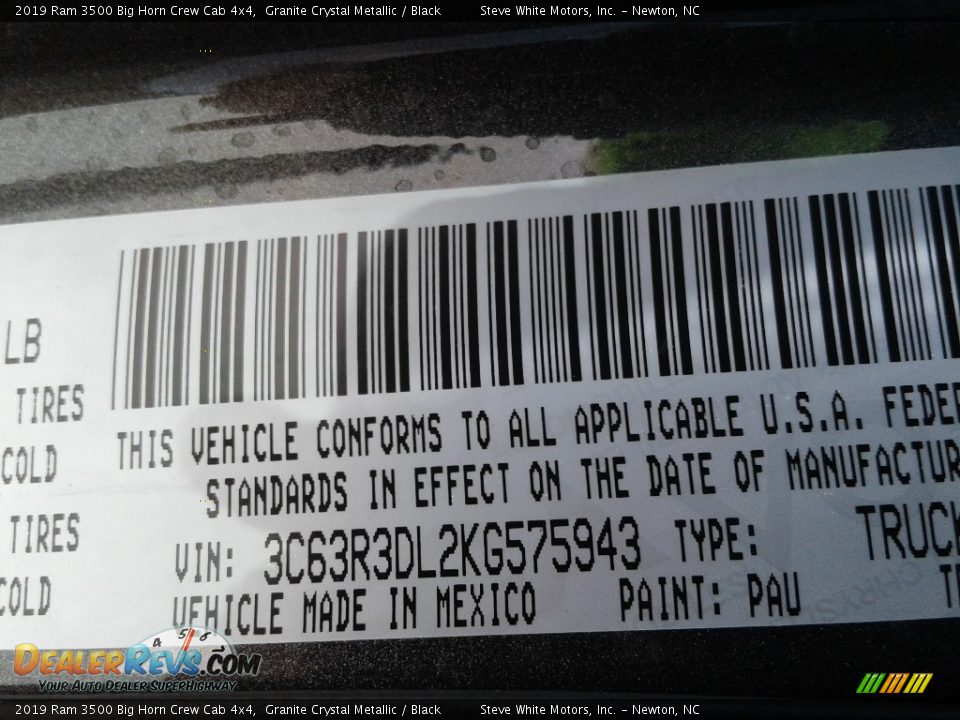 2019 Ram 3500 Big Horn Crew Cab 4x4, Granite Crystal Metallic / Black Steve White Motors, Inc. - Newton, NC
LB
TIRES
COLD
TIRES
COLD
THIS VEHICLE CONFORMS TO ALL APPLICABLE U.S.A. FEDER
STANDARDS IN EFFECT ON THE DATE OF MANUFACTUR
VIN: 3C63R3DL2KG575943 TYPE: TRUCK
VEHICLE MADE IN MEXICO PAINT: PAU
4 5 6
DEALERREVS.COM
YOUR AUTO DEALER SUPERHIGHWAY
2019 Ram 3500 Big Horn Crew Cab 4x4, Granite Crystal Metallic / Black Steve White Motors, Inc. - Newton, NC